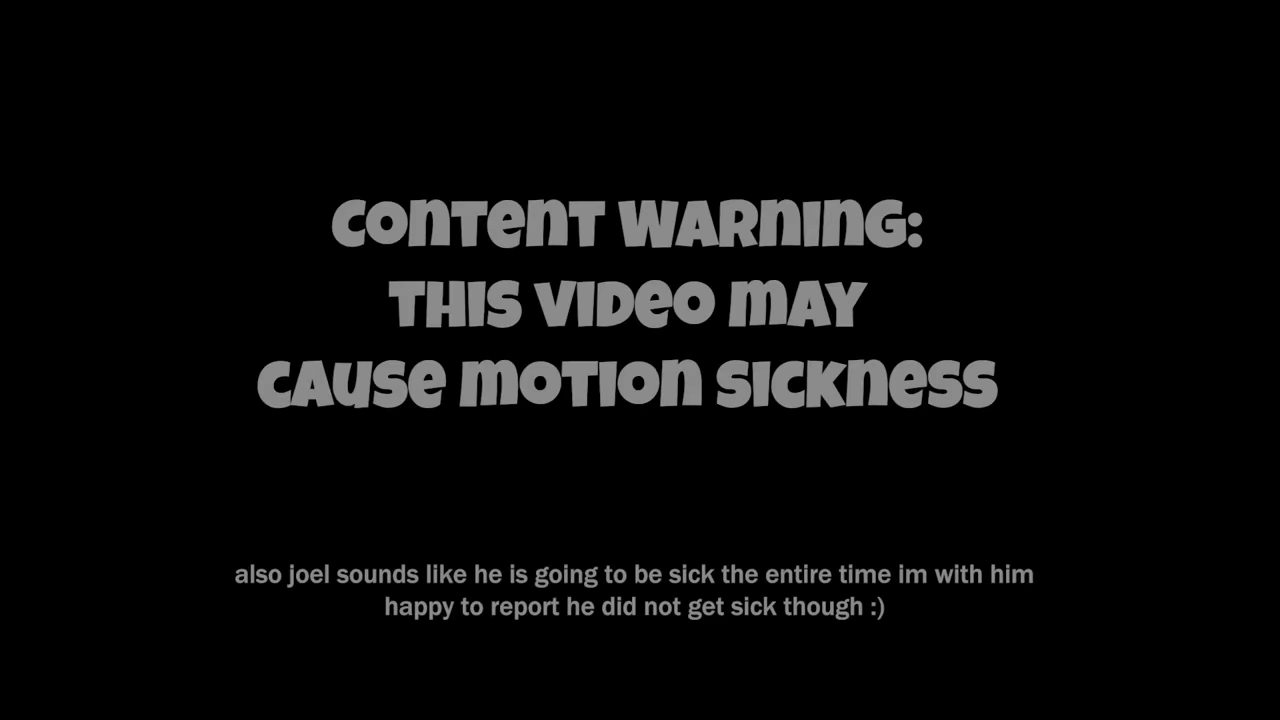 CONTENT WARNING:
THIS VIDEO MAY
CAUSE MOTION SICKNESS
also joel sounds like he is going to be sick the entire time im with him
happy to report he did not get sick though :)